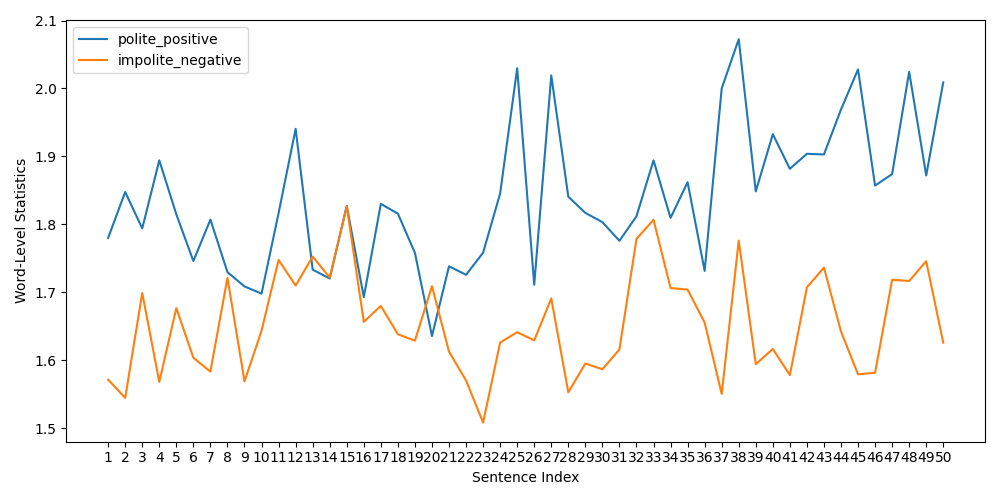 polite_positive
impolite_negative
2.1
2.0
1.9
1.8
1.7
1.6
1.5
Word-Level Statistics
1 2 3 4 5 6 7 8 9 10 11 12 13 14 15 16 17 18 19 20 21 22 23 24 25 26 27 28 29 30 31 32 33 34 35 36 37 38 39 40 41 42 43 44 45 46 47 48 49 50
Sentence Index